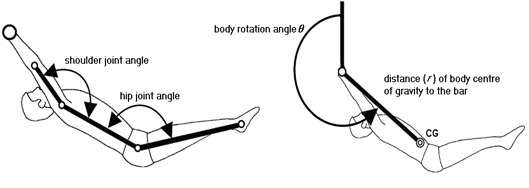 shoulder joint angle
hip joint angle
body rotation angle θ
distance (r) of body centre
of gravity to the bar
CG